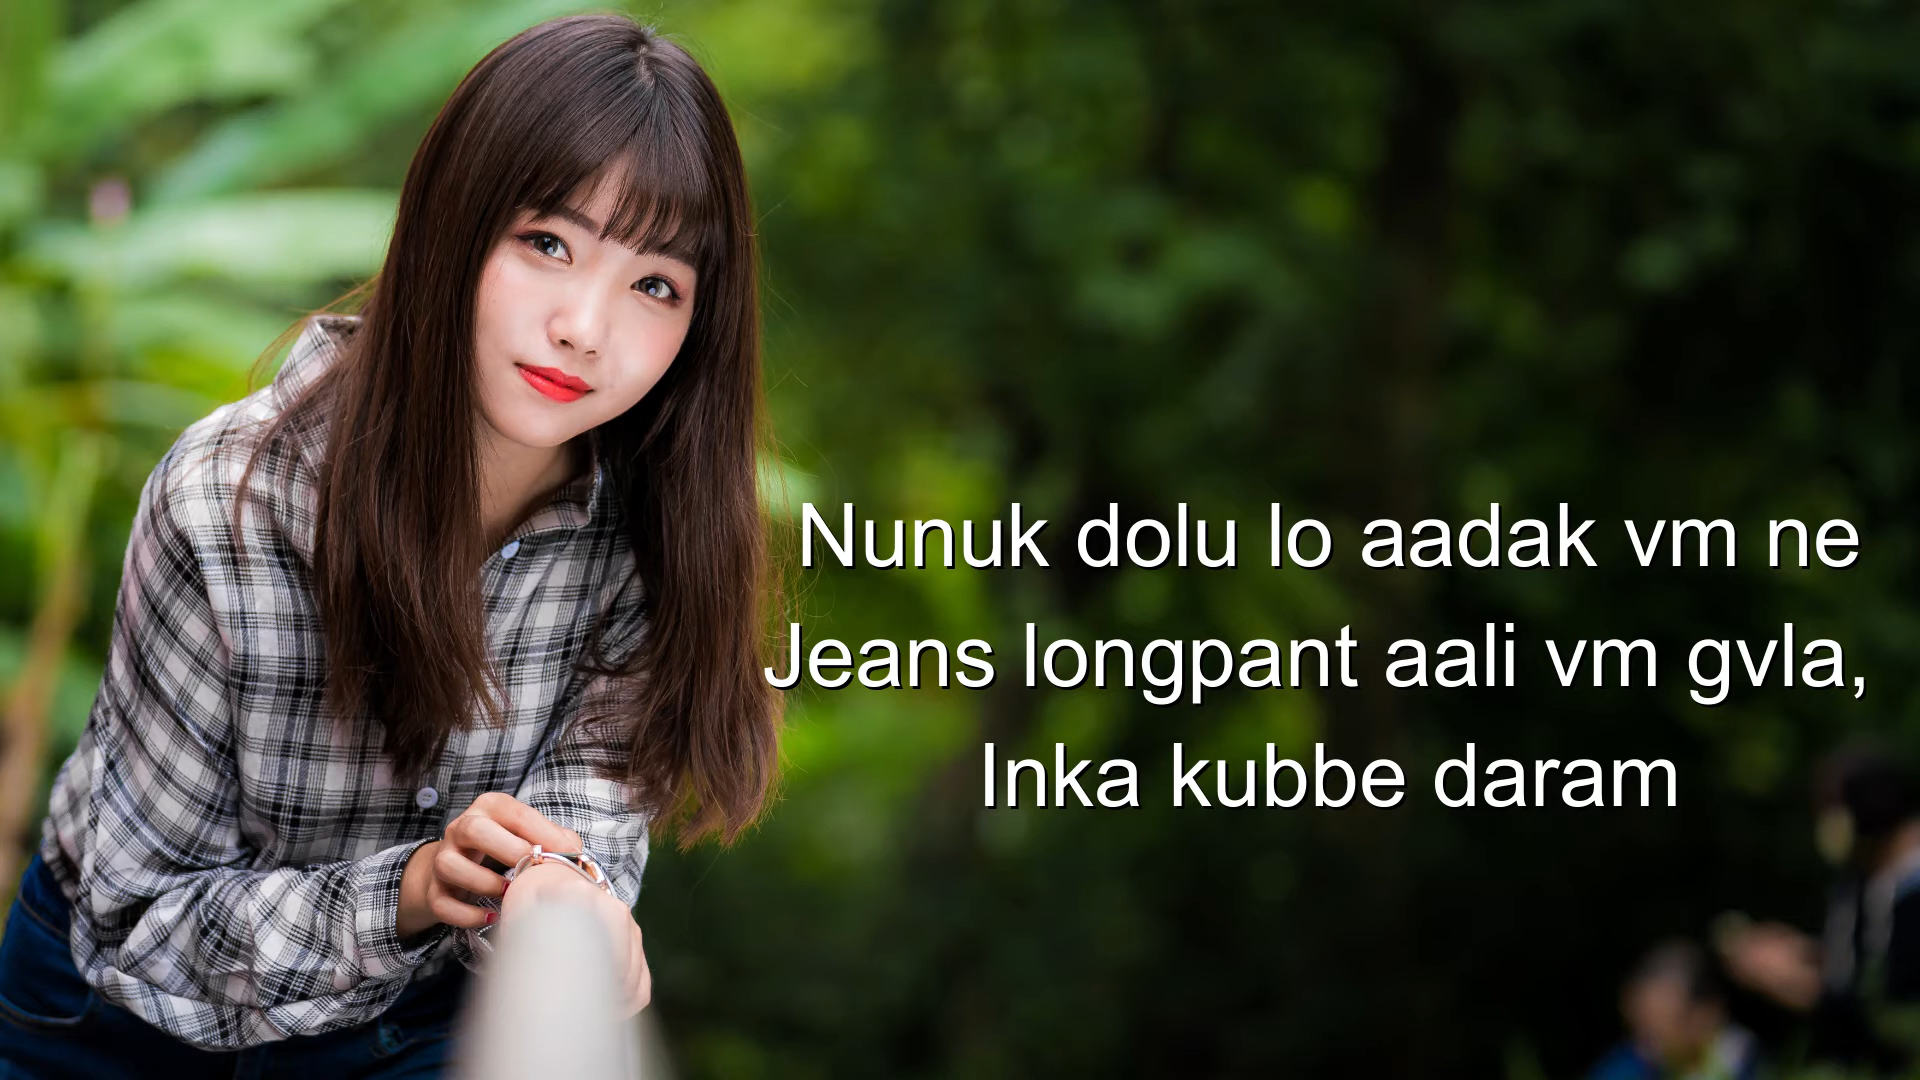 Nunuk dolu lo aadak vm ne
Jeans longpant aali vm gvla,
Inka kubbe daram